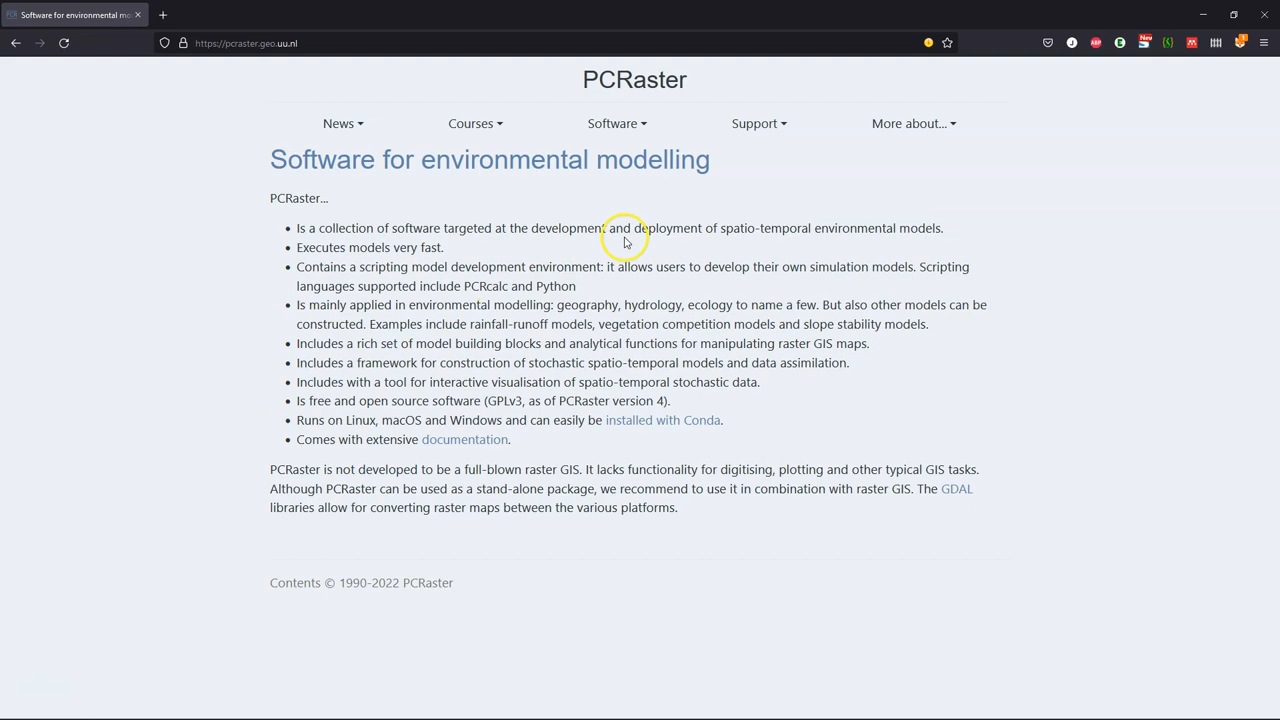 Software for environmental mo
https://pcraster.geo.uu.nl
New
1
PCRaster
News Courses Software Support More about...
Software for environmental modelling
PCRaster...
Is a collection of software targeted at the development and deployment of spatio-temporal environmental models.
Executes models very fast.
Contains a scripting model development environment: it allows users to develop their own simulation models. Scripting
languages supported include PCRcalc and Python
Is mainly applied in environmental modelling: geography, hydrology, ecology to name a few. But also other models can be
constructed. Examples include rainfall-runoff models, vegetation competition models and slope stability models.
Includes a rich set of model building blocks and analytical functions for manipulating raster GIS maps.
Includes a framework for construction of stochastic spatio-temporal models and data assimilation.
Includes with a tool for interactive visualisation of spatio-temporal stochastic data.
Is free and open source software (GPLv3, as of PCRaster version 4).
Runs on Linux, macOS and Windows and can easily be installed with Conda.
Comes with extensive documentation.
PCRaster is not developed to be a full-blown raster GIS. It lacks functionality for digitising, plotting and other typical GIS tasks.
Although PCRaster can be used as a stand-alone package, we recommend to use it in combination with raster GIS. The GDAL
libraries allow for converting raster maps between the various platforms.
Contents © 1990-2022 PCRaster